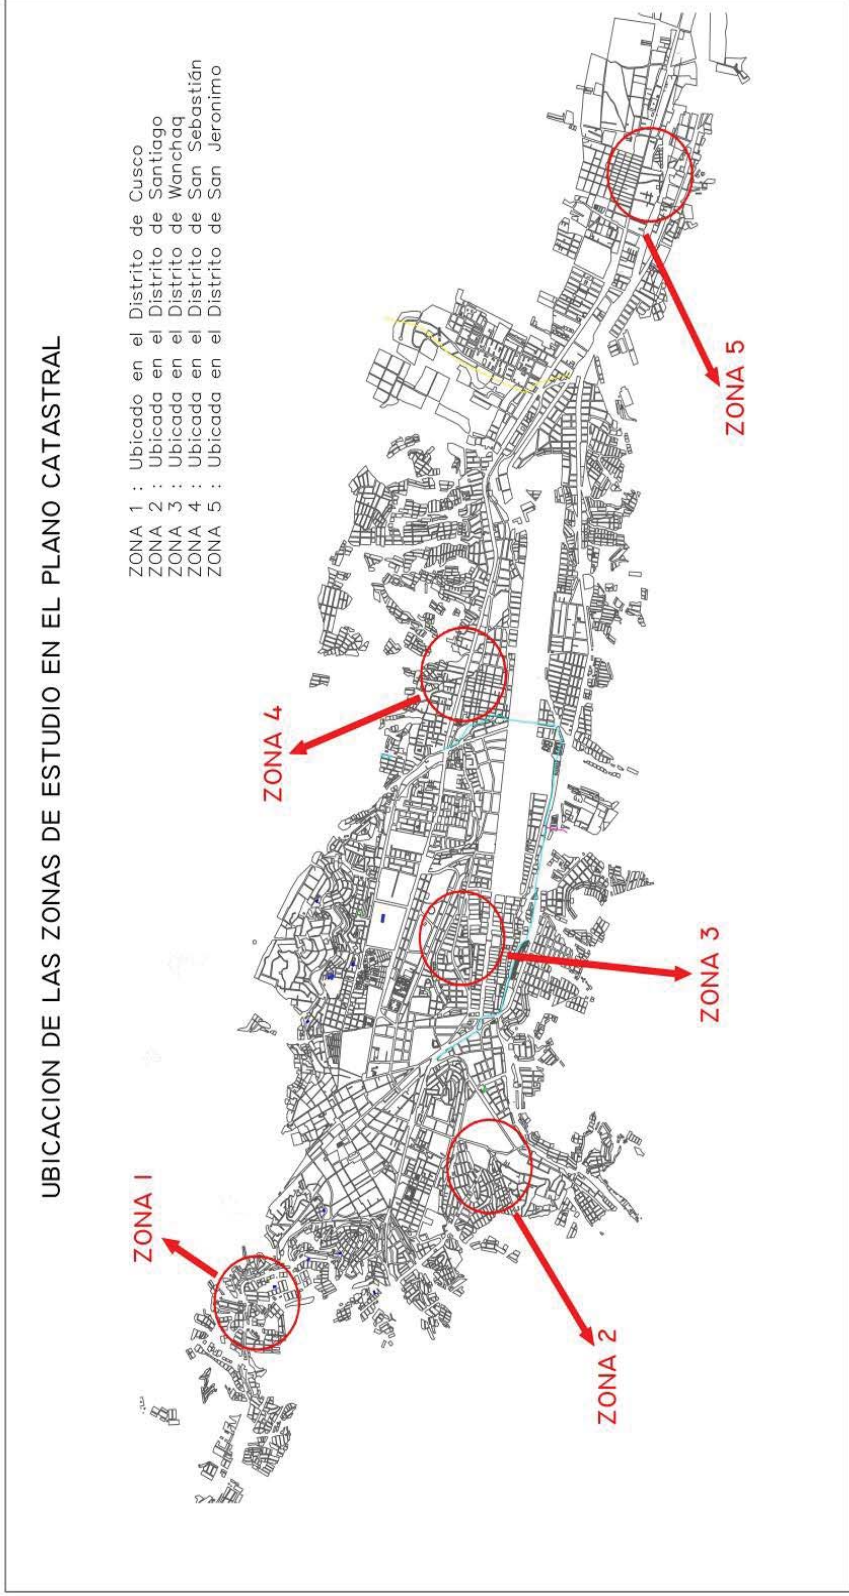 UBICACION DE LAS ZONAS DE ESTUDIO EN EL PLANO CATASTRAL
ZONA 1 : Ubicado en el Distrito de Cusco
ZONA 2 : Ubicada en el Distrito de Santiago
ZONA 3 : Ubicada en el Distrito de Wanchaq
ZONA 4 : Ubicada en el Distrito de San Sebastián
ZONA 5 : Ubicada en el Distrito de San Jeronimo
ZONA 1
ZONA 4
ZONA 2
ZONA 3
ZONA 5